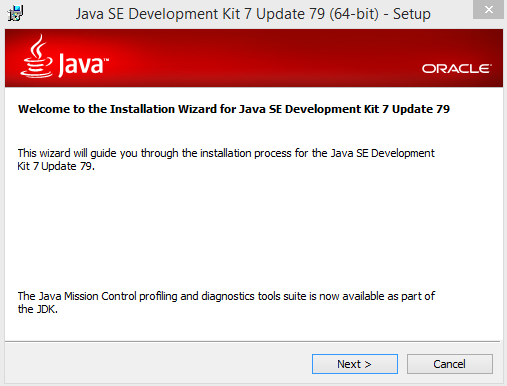 Java SE Development Kit 7 Update 79 (64-bit) - Setup
Java™
ORACLE®
Welcome to the Installation Wizard for Java SE Development Kit 7 Update 79
This wizard will guide you through the installation process for the Java SE Development
Kit 7 Update 79.
The Java Mission Control profiling and diagnostics tools suite is now available as part of
the JDK.
Next >
Cancel